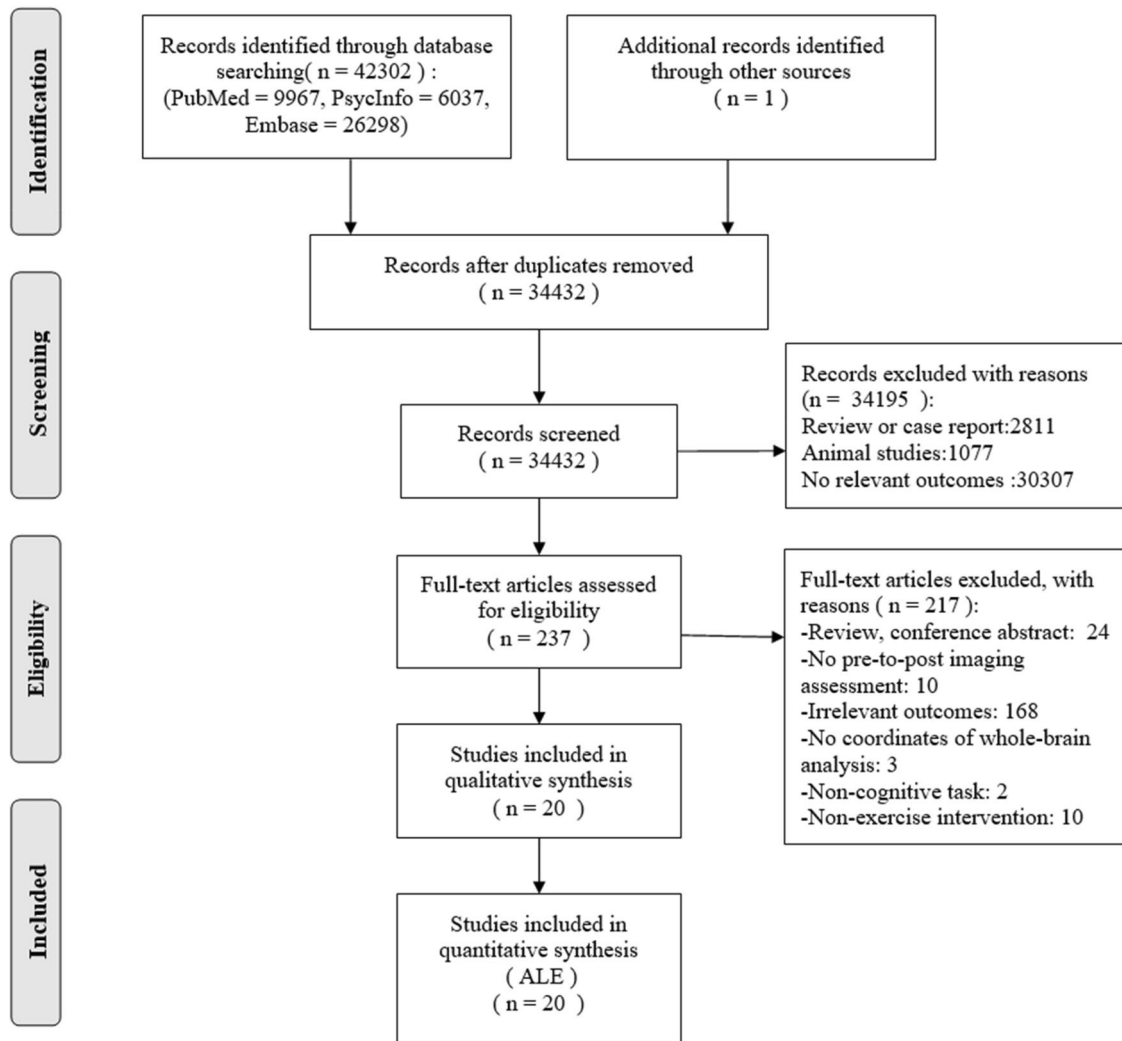 Identification
Records identified through database
searching( n = 42302 ) :
(PubMed = 9967, PsycInfo = 6037,
Embase = 26298)
Additional records identified
through other sources
( n = 1 )
Records after duplicates removed
( n = 34432 )
Screening
Records screened
( n = 34432 )
Records excluded with reasons
(n =  34195  ):
Review or case report:2811
Animal studies:1077
No relevant outcomes :30307
Eligibility
Full-text articles assessed
for eligibility
( n = 237  )
Full-text articles excluded, with
reasons ( n = 217 ):
-Review, conference abstract:  24
-No pre-to-post imaging
assessment: 10
-Irrelevant outcomes: 168
-No coordinates of whole-brain
analysis: 3
-Non-cognitive task: 2
-Non-exercise intervention: 10
Studies included in
qualitative synthesis
( n = 20  )
Included
Studies included in
quantitative synthesis
( ALE )
( n = 20  )